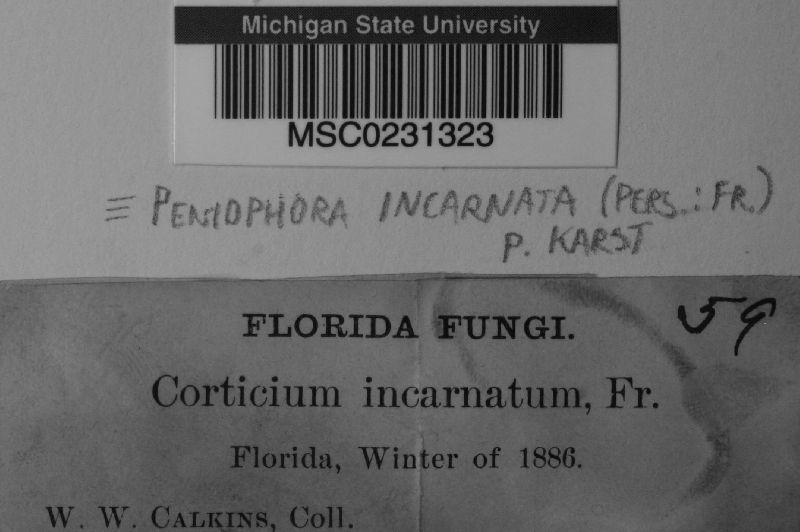 Michigan State University
MSC0231323
≡ PENIOPHORA INCARNATA (PERS.: FR.)
P. KARST
FLORIDA FUNGI.
59
Corticium incarnatum, Fr.
Florida, Winter of 1886.
W. W. CALKINS, Coll.